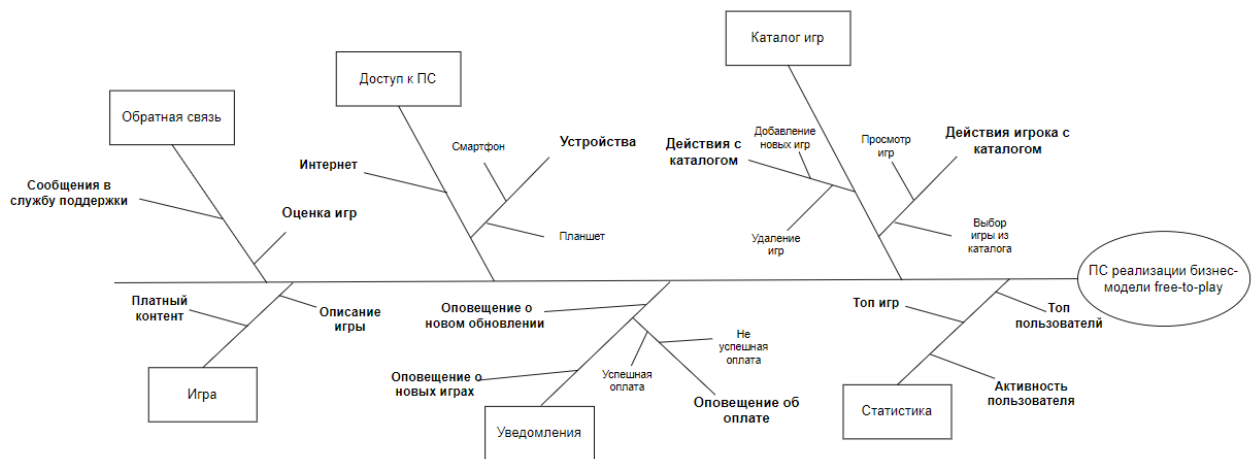 Каталог игр
Доступ к ПС
Обратная связь
Смартфон
Устройства
Интернет
Планшет
Добавление
новых игр
Действия с
каталогом
Удаление
игр
Просмотр
игр
Действия игрока с
каталогом
Выбор
игры из
каталога
Сообщения в
службу поддержки
Оценка игр
ПС реализации бизнес-
модели free-to-play
Платный
контент
Описание
игры
Игра
Оповещение о
новом обновлении
Не
успешная
оплата
Успешная
оплата
Оповещение о
новых играх
Оповещение об
оплате
Уведомления
Топ игр
Топ
пользователей
Активность
пользователя
Статистика